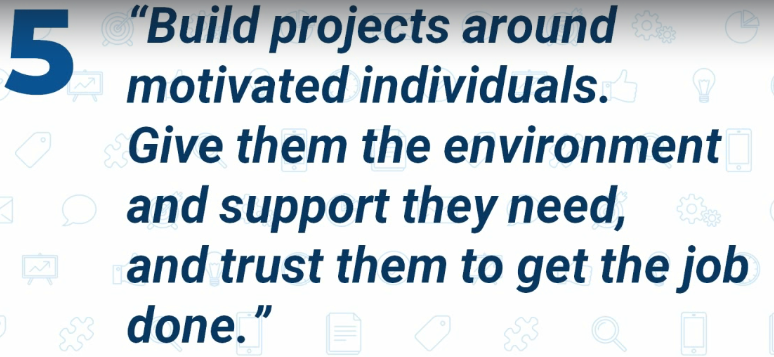 5
“Build projects around
motivated individuals.
Give them the environment
and support they need,
and trust them to get the job
done.”